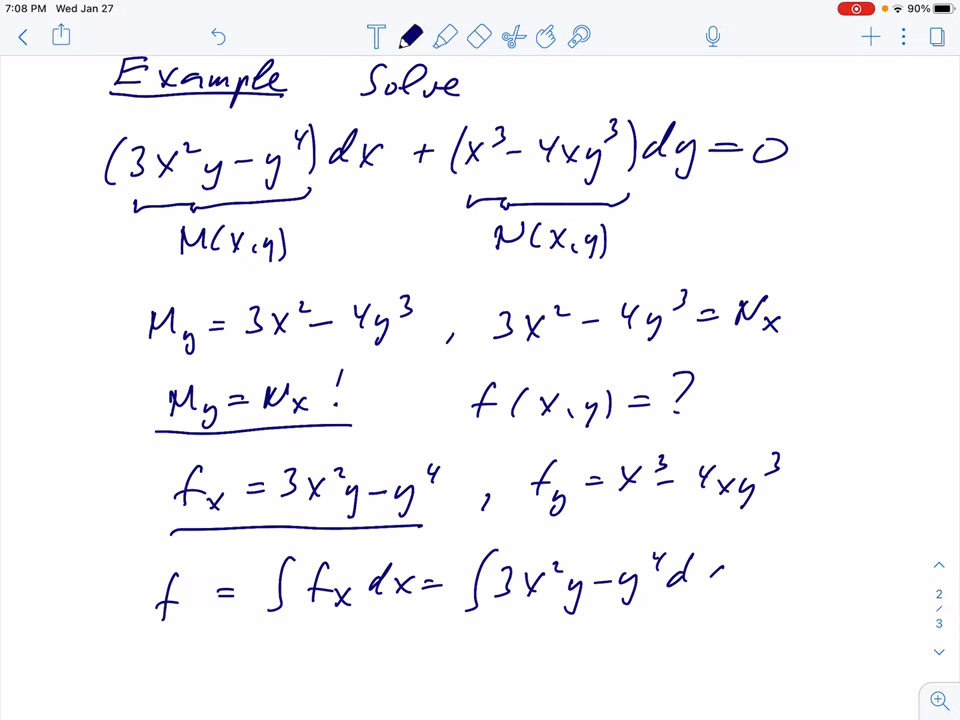 7:08 PM Wed Jan 27 90%
Example Solve
(3x²y – y⁴) dx + (x³ – 4xy³) dy = 0
M(x,y) N(x,y)
M_y = 3x² – 4y³ , 3x² – 4y³ = N_x
M_y = N_x ! f(x,y) = ?
f_x = 3x²y – y⁴ , f_y = x³ – 4xy³
f = ∫ f_x dx = ∫ 3x²y – y⁴ d
2
/
3